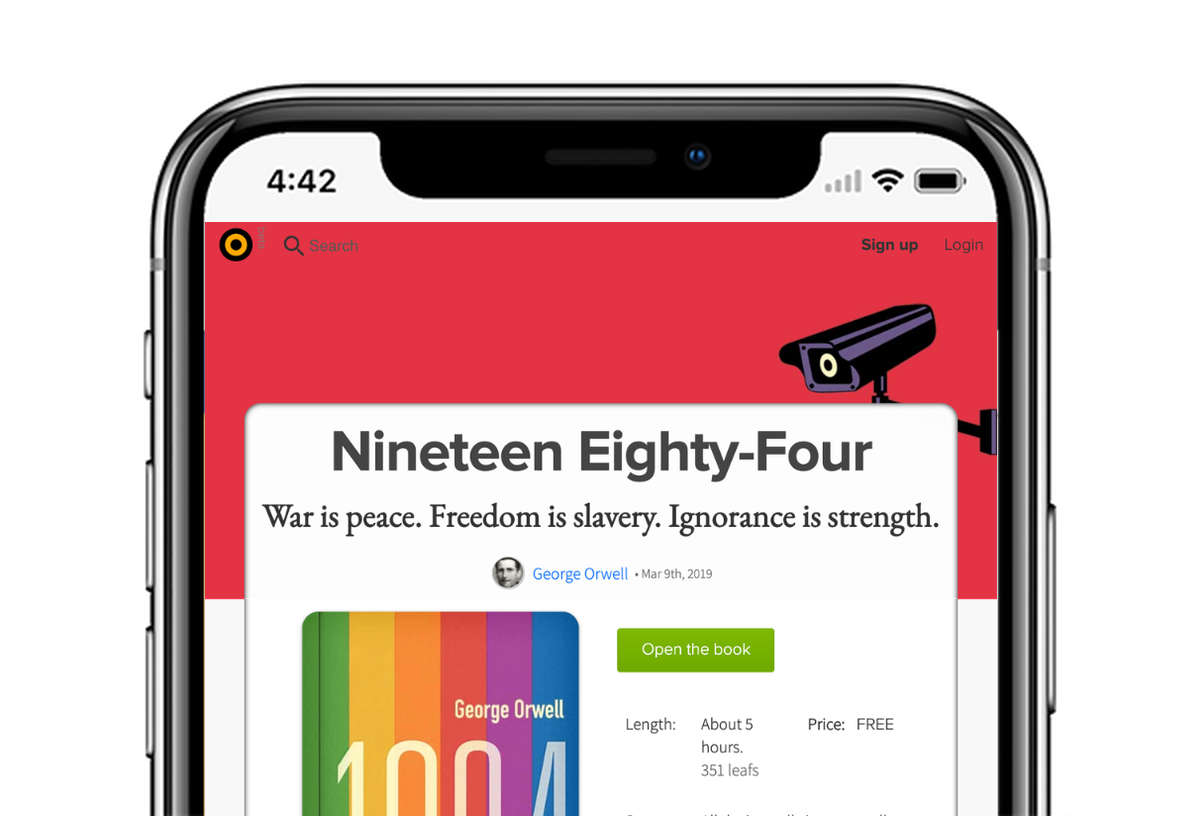 4:42
Search
Sign up
Login
Nineteen Eighty-Four
War is peace. Freedom is slavery. Ignorance is strength.
George Orwell • Mar 9th, 2019
Open the book
George Orwell
Length: About 5 hours.
351 leafs
Price: FREE